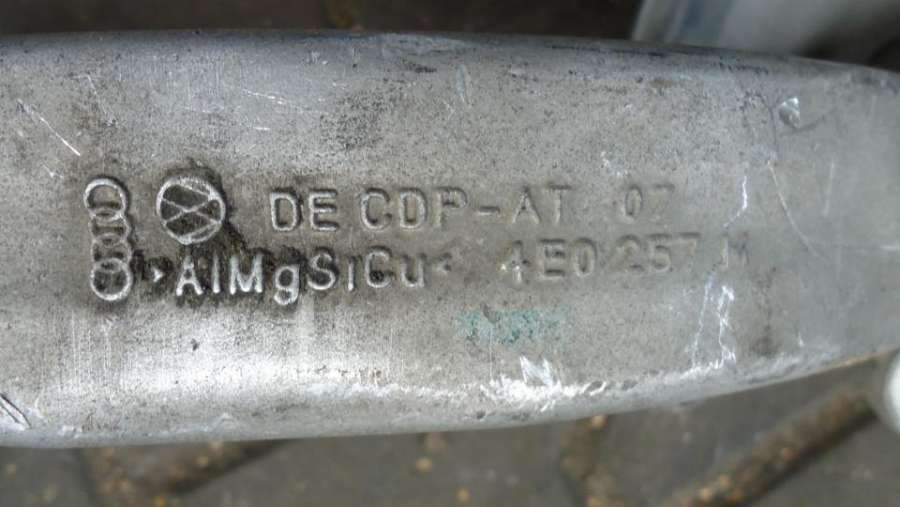 DE CDP-AT 07
>AlMgSiCu< 4E0 257 M